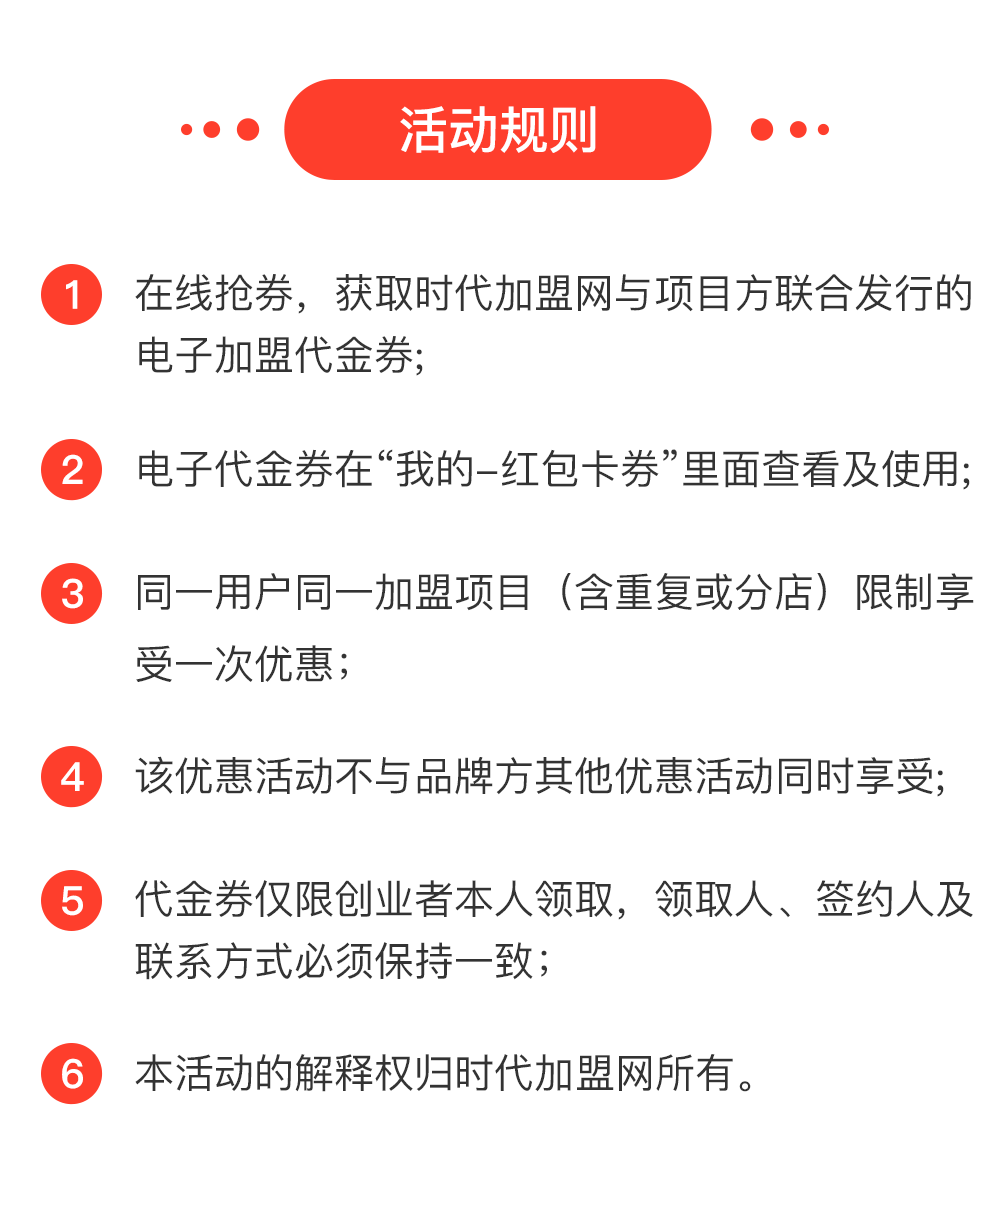 活动规则
1 在线抢券，获取时代加盟网与项目方联合发行的
电子加盟代金券;
2 电子代金券在“我的–红包卡券”里面查看及使用;
3 同一用户同一加盟项目（含重复或分店）限制享
受一次优惠；
4 该优惠活动不与品牌方其他优惠活动同时享受;
5 代金券仅限创业者本人领取，领取人、签约人及
联系方式必须保持一致；
6 本活动的解释权归时代加盟网所有。